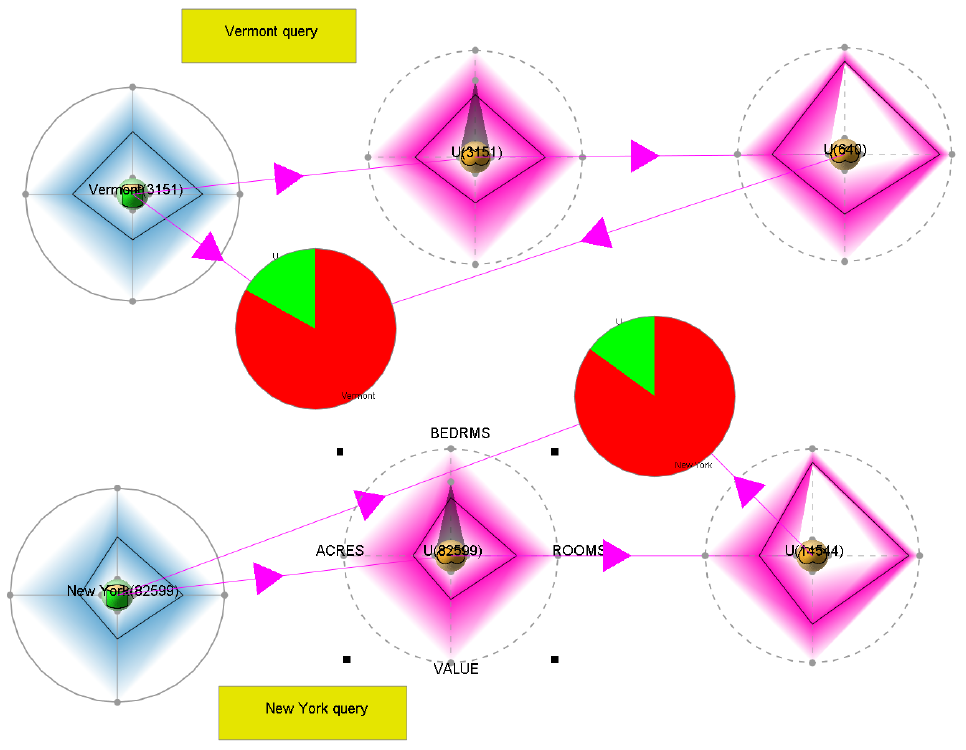 Vermont query
U(3151)
U(640)
Vermont(3151)
U
Vermont
U
New York
BEDRMS
ACRES
U(82599)
ROOMS
U(14544)
New York(82599)
VALUE
New York query